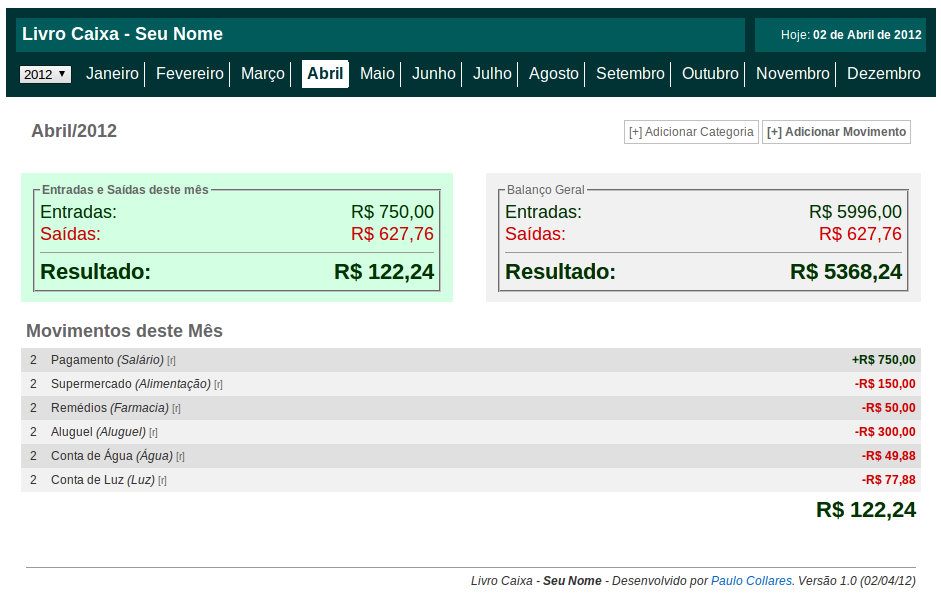 Livro Caixa - Seu Nome
Hoje: 02 de Abril de 2012
2012 ▼ Janeiro Fevereiro Março Abril Maio Junho Julho Agosto Setembro Outubro Novembro Dezembro
Abril/2012
[+] Adicionar Categoria [+] Adicionar Movimento
Entradas e Saídas deste mês
Entradas: R$ 750,00
Saídas: R$ 627,76
Resultado: R$ 122,24
Balanço Geral
Entradas: R$ 5996,00
Saídas: R$ 627,76
Resultado: R$ 5368,24
Movimentos deste Mês
2 Pagamento (Salário) [r] +R$ 750,00
2 Supermercado (Alimentação) [r] -R$ 150,00
2 Remédios (Farmacia) [r] -R$ 50,00
2 Aluguel (Aluguel) [r] -R$ 300,00
2 Conta de Água (Água) [r] -R$ 49,88
2 Conta de Luz (Luz) [r] -R$ 77,88
R$ 122,24
Livro Caixa - Seu Nome - Desenvolvido por Paulo Collares. Versão 1.0 (02/04/12)